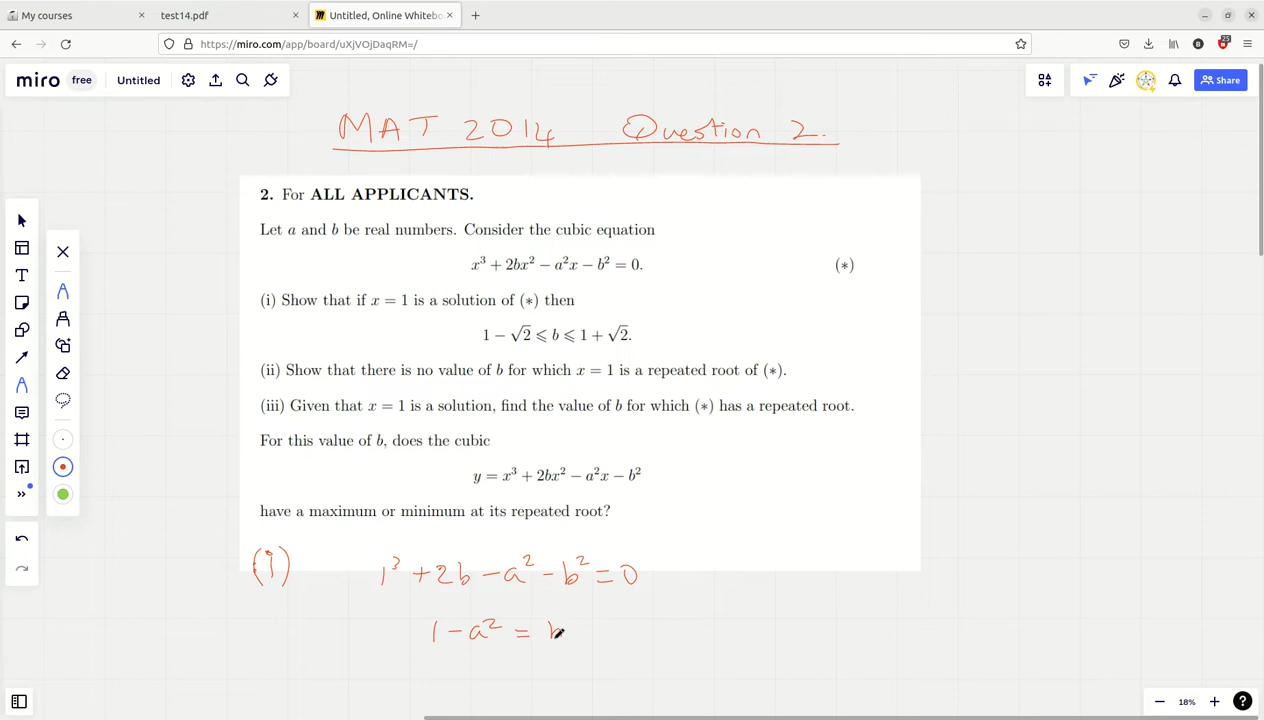 My courses
test14.pdf
Untitled, Online Whitebo
https://miro.com/app/board/uXjVOjDaqRM=/
25
miro free Untitled
Share
MAT 2014 Question 2.
2. For ALL APPLICANTS.
Let a and b be real numbers. Consider the cubic equation
x³ + 2bx² − a²x − b² = 0. (∗)
(i) Show that if x = 1 is a solution of (∗) then
1 − √2 ⩽ b ⩽ 1 + √2.
(ii) Show that there is no value of b for which x = 1 is a repeated root of (∗).
(iii) Given that x = 1 is a solution, find the value of b for which (∗) has a repeated root.
For this value of b, does the cubic
y = x³ + 2bx² − a²x − b²
have a maximum or minimum at its repeated root?
(i) 1³ + 2b − a² − b² = 0
1 − a² = b
18%